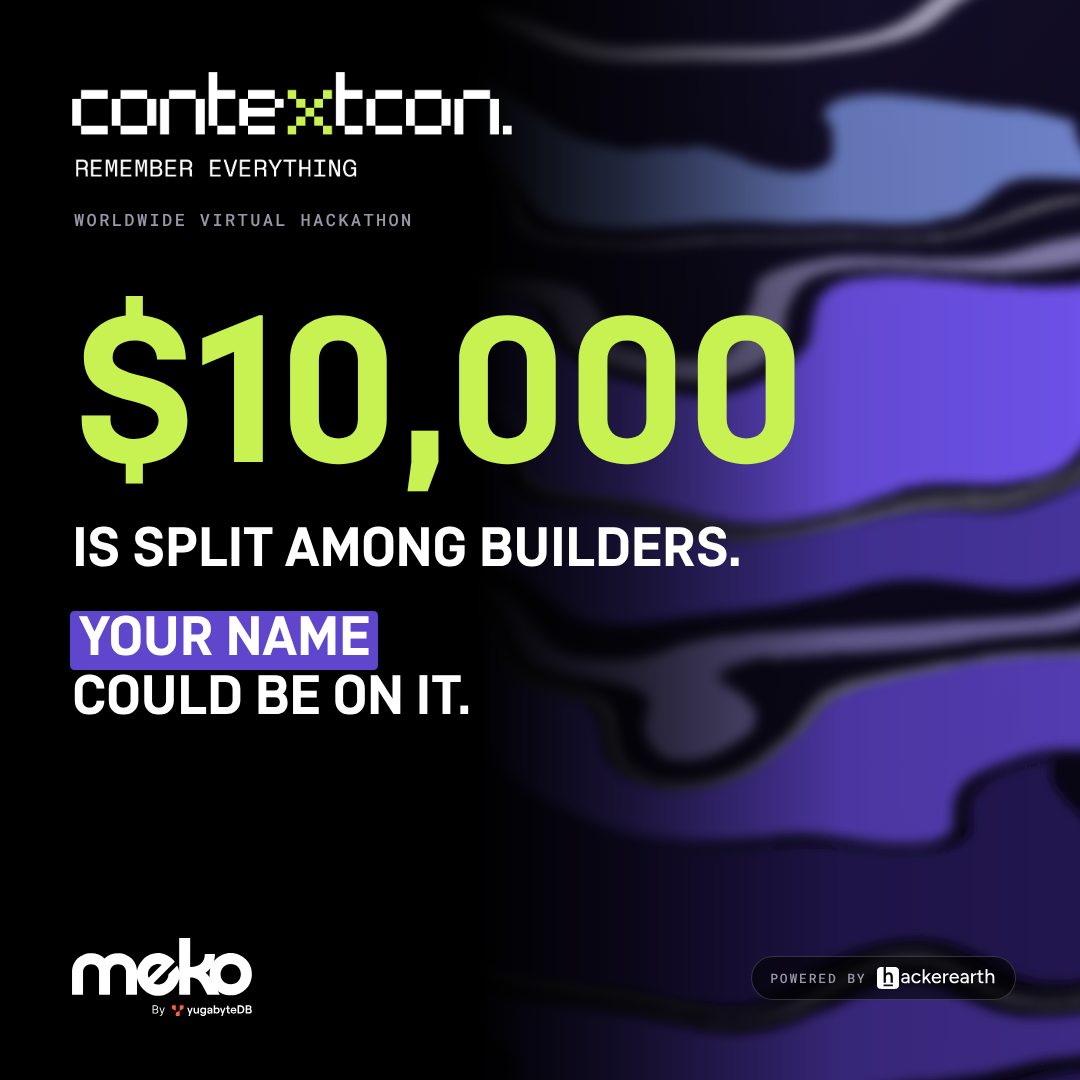 contextcon.
REMEMBER EVERYTHING
WORLDWIDE VIRTUAL HACKATHON
$10,000
IS SPLIT AMONG BUILDERS.
YOUR NAME
COULD BE ON IT.
meko
By yugabyteDB
POWERED BY hackerearth